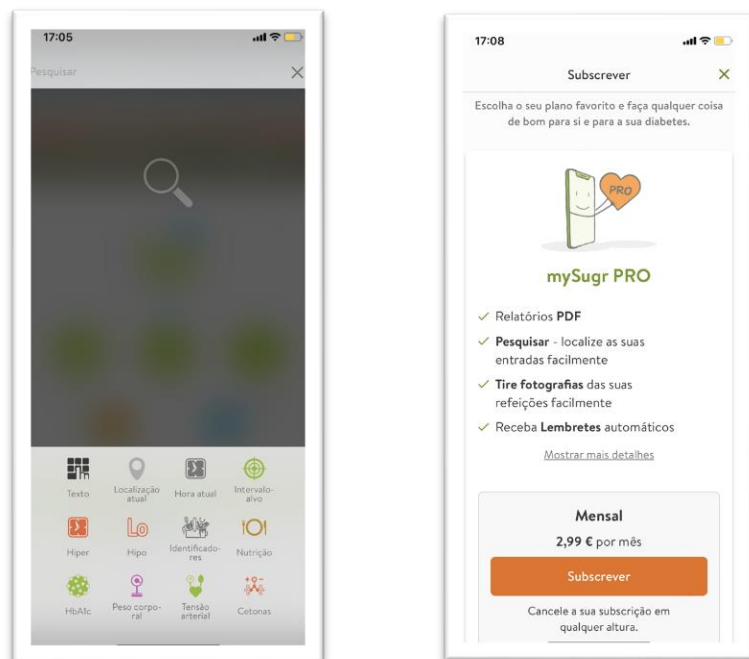 17:05
Pesquisar
Texto
Localização
atual
Hora atual
Intervalo-
alvo
Hiper
Lo
Hipo
Identificado-
res
Nutrição
HbA1c
Peso corpo-
ral
Tensão
arterial
Cetonas
17:08
Subscrever
Escolha o seu plano favorito e faça qualquer coisa
de bom para si e para a sua diabetes.
PRO
mySugr PRO
Relatórios PDF
Pesquisar - localize as suas
entradas facilmente
Tire fotografias das suas
refeições facilmente
Receba Lembretes automáticos
Mostrar mais detalhes
Mensal
2,99 € por mês
Subscrever
Cancele a sua subscrição em
qualquer altura.